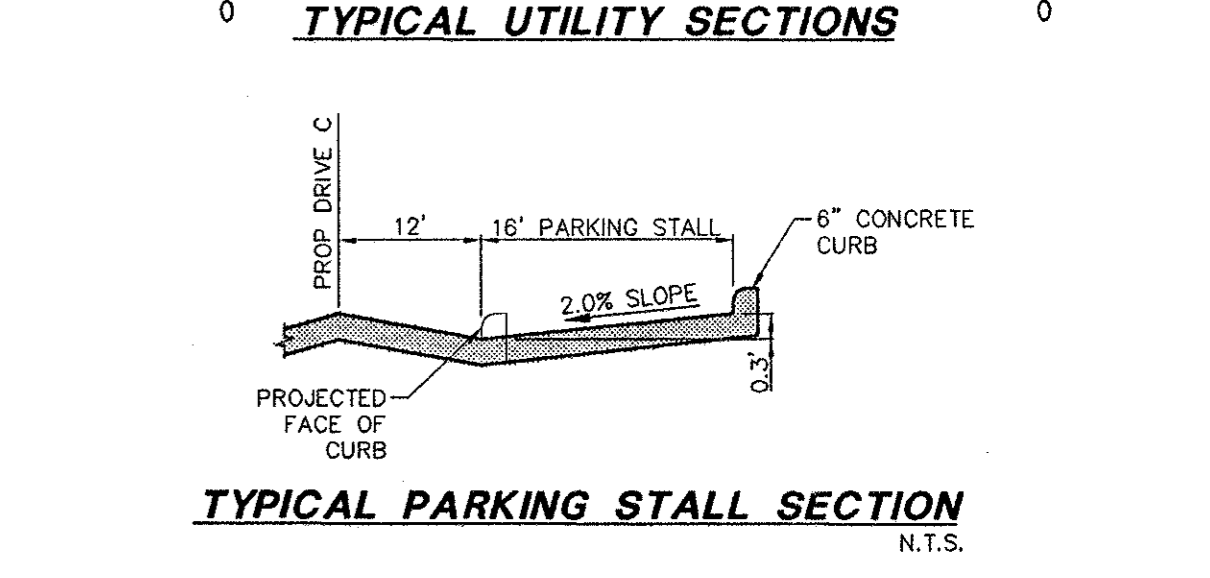 0 TYPICAL UTILITY SECTIONS 0
PROP DRIVE C
12'
16' PARKING STALL
6" CONCRETE
CURB
2.0% SLOPE
0.3'
PROJECTED
FACE OF
CURB
TYPICAL PARKING STALL SECTION
N.T.S.